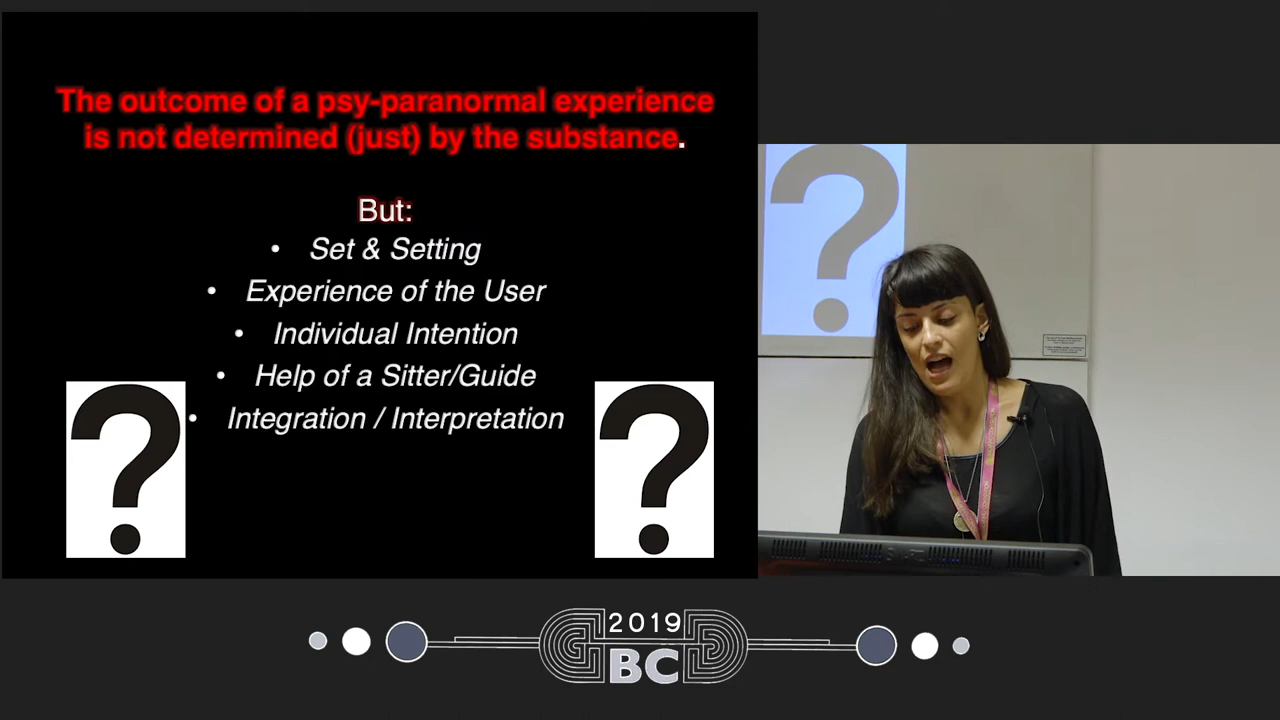 The outcome of a psy-paranormal experience
is not determined (just) by the substance.
But:
• Set & Setting
• Experience of the User
• Individual Intention
• Help of a Sitter/Guide
• Integration / Interpretation
?
?
?
2019
BC